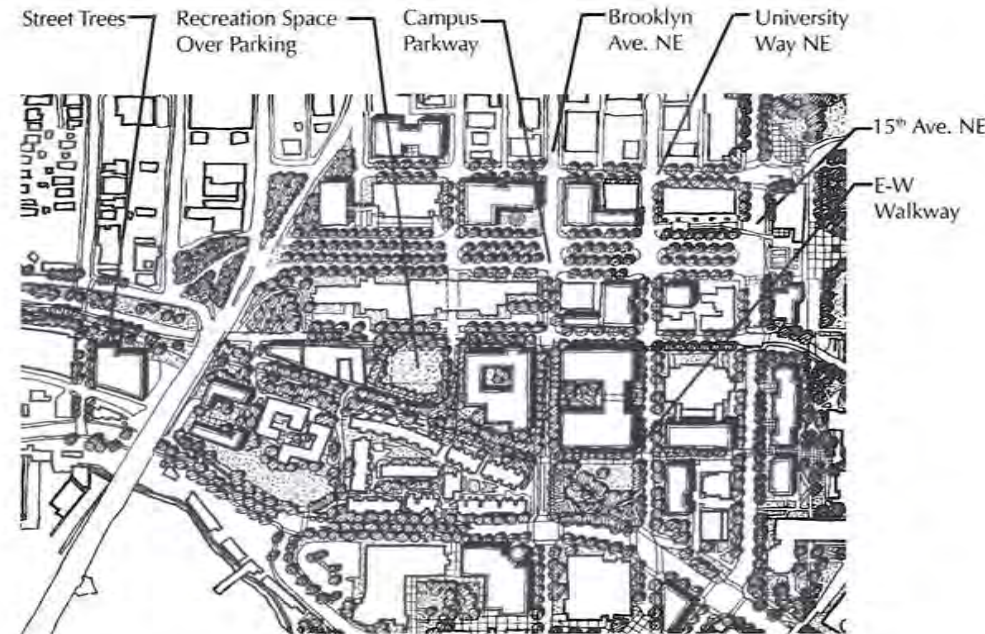 Street Trees
Recreation Space
Over Parking
Campus
Parkway
Brooklyn
Ave. NE
University
Way NE
15th Ave. NE
E-W
Walkway